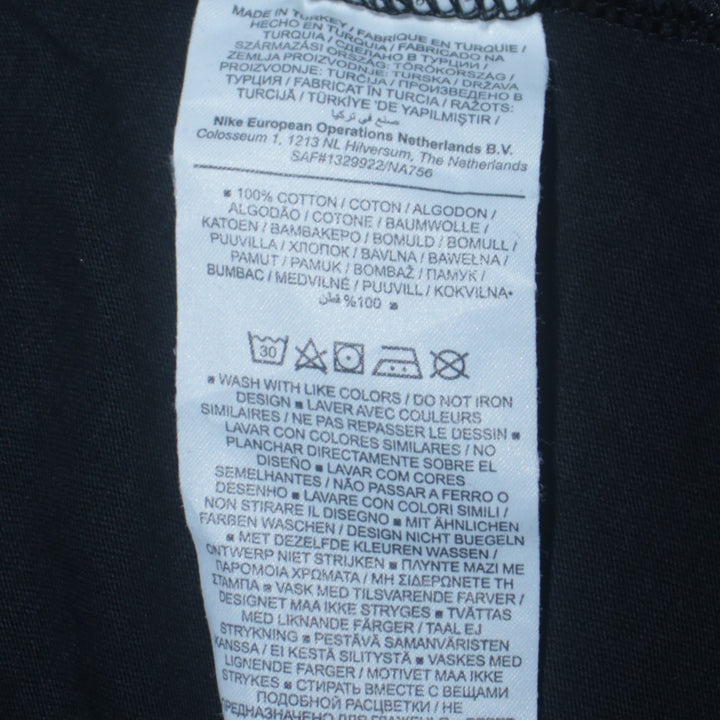 MADE IN TURKEY / FABRIQUE EN TURQUIE /
HECHO EN TURQUIA / FABRICADO NA
TURQUIA / СДЕЛАНО В ТУРЦИИ /
SZÁRMAZÁSI ORSZÁG: TÖRÖKORSZÁG /
ZEMLJA PROIZVODNJE: TURSKA / DRŽAVA
PROIZVODNJE: TURČIJA / ПРОИЗВЕДЕНО В
ТУРЦИЯ / FABRICAT ÎN TURCIA / RAŽOTS:
TURCIJĀ / TÜRKİYE 'DE YAPILMIŞTIR /
صنع في تركيا
Nike European Operations Netherlands B.V.
Colosseum 1, 1213 NL Hilversum, The Netherlands
SAF#1329922/NA756
100% COTTON / COTON / ALGODON /
ALGODÃO / COTONE / BAUMWOLLE /
KATOEN / ΒΑΜΒΑΚΕΡΟ / BOMULD / BOMULL /
PUUVILLA / ХЛОПОК / BAVLNA / BAWEŁNA /
PAMUT / PAMUK / BOMBAŽ / ПАМУК /
BUMBAC / MEDVILNĖ / PUUVILL / KOKVILNA
%100 قطن
30
WASH WITH LIKE COLORS / DO NOT IRON
DESIGN ▪ LAVER AVEC COULEURS
SIMILAIRES / NE PAS REPASSER LE DESSIN ▪
LAVAR CON COLORES SIMILARES / NO
PLANCHAR DIRECTAMENTE SOBRE EL
DISEÑO ▪ LAVAR COM CORES
SEMELHANTES / NÃO PASSAR A FERRO O
DESENHO ▪ LAVARE CON COLORI SIMILI /
NON STIRARE IL DISEGNO ▪ MIT ÄHNLICHEN
FARBEN WASCHEN / DESIGN NICHT BUEGELN
▪ MET DEZELFDE KLEUREN WASSEN /
ONTWERP NIET STRIJKEN ▪ ΠΛΥΝΤΕ ΜΑΖΙ ΜΕ
ΠΑΡΟΜΟΙΑ ΧΡΩΜΑΤΑ / ΜΗ ΣΙΔΕΡΩΝΕΤΕ ΤΗ
ΣΤΑΜΠΑ ▪ VASK MED TILSVARENDE FARVER /
DESIGNET MAA IKKE STRYGES ▪ TVÄTTAS
MED LIKNANDE FÄRGER / TAAL EJ
STRYKNING ▪ PESTÄVÄ SAMANVÄRISTEN
KANSSA / EI KESTÄ SILITYSTÄ ▪ VASKES MED
LIGNENDE FARGER / MOTIVET MAA IKKE
STRYKES ▪ СТИРАТЬ ВМЕСТЕ С ВЕЩАМИ
ПОДОБНОЙ РАСЦВЕТКИ / НЕ
ПРЕДНАЗНАЧЕНО ДЛЯ